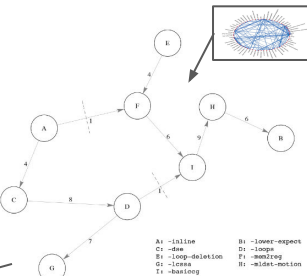 E
4
F
1
A
H
6
B
6
9
I
4
C
8
D
1
7
G
A: -inline B: -lower-expect
C: -dse D: -loops
E: -loop-deletion F: -mem2reg
G: -lcssa H: -mldst-motion
I: -basiccg